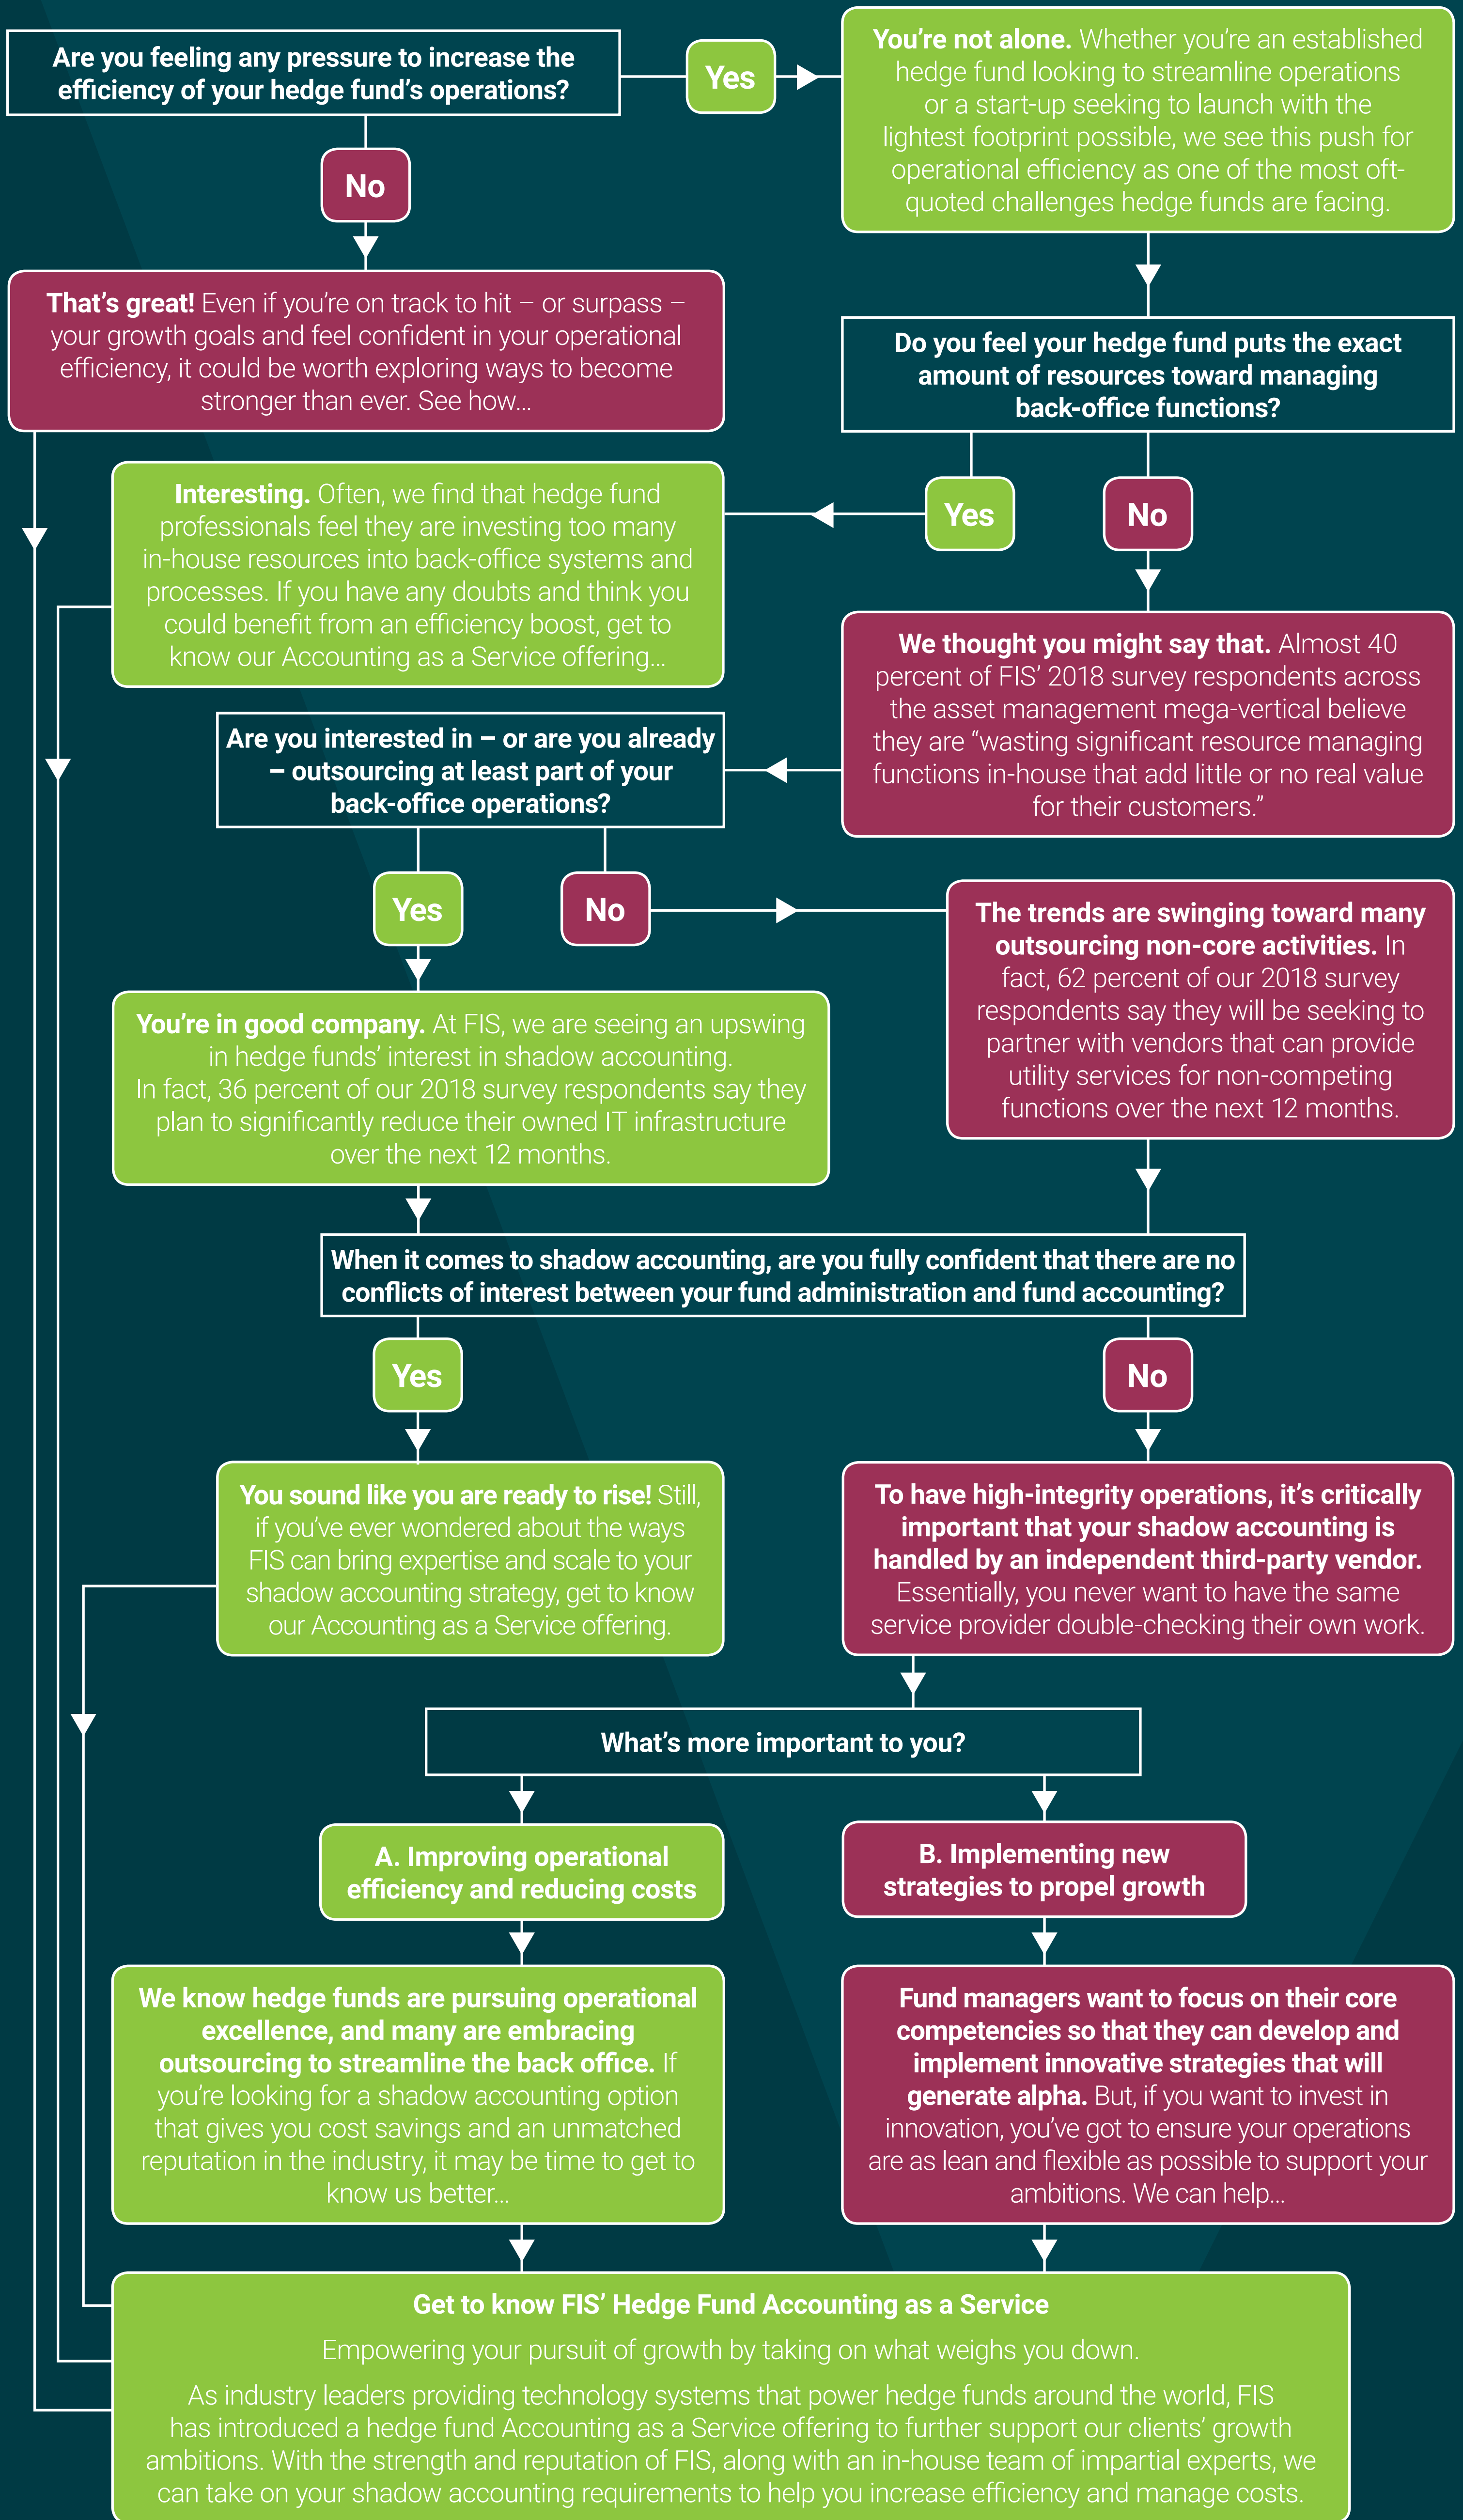 Are you feeling any pressure to increase the
efficiency of your hedge fund's operations?
Yes
You're not alone. Whether you're an established
hedge fund looking to streamline operations
or a start-up seeking to launch with the
lightest footprint possible, we see this push for
operational efficiency as one of the most oft-
quoted challenges hedge funds are facing.
No
That's great! Even if you're on track to hit – or surpass –
your growth goals and feel confident in your operational
efficiency, it could be worth exploring ways to become
stronger than ever. See how...
Do you feel your hedge fund puts the exact
amount of resources toward managing
back-office functions?
Yes
No
Interesting. Often, we find that hedge fund
professionals feel they are investing too many
in-house resources into back-office systems and
processes. If you have any doubts and think you
could benefit from an efficiency boost, get to
know our Accounting as a Service offering...
We thought you might say that. Almost 40
percent of FIS' 2018 survey respondents across
the asset management mega-vertical believe
they are “wasting significant resource managing
functions in-house that add little or no real value
for their customers.”
Are you interested in – or are you already
– outsourcing at least part of your
back-office operations?
Yes
No
The trends are swinging toward many
outsourcing non-core activities. In
fact, 62 percent of our 2018 survey
respondents say they will be seeking to
partner with vendors that can provide
utility services for non-competing
functions over the next 12 months.
You're in good company. At FIS, we are seeing an upswing
in hedge funds' interest in shadow accounting.
In fact, 36 percent of our 2018 survey respondents say they
plan to significantly reduce their owned IT infrastructure
over the next 12 months.
When it comes to shadow accounting, are you fully confident that there are no
conflicts of interest between your fund administration and fund accounting?
Yes
No
You sound like you are ready to rise! Still,
if you've ever wondered about the ways
FIS can bring expertise and scale to your
shadow accounting strategy, get to know
our Accounting as a Service offering.
To have high-integrity operations, it's critically
important that your shadow accounting is
handled by an independent third-party vendor.
Essentially, you never want to have the same
service provider double-checking their own work.
What's more important to you?
A. Improving operational
efficiency and reducing costs
B. Implementing new
strategies to propel growth
We know hedge funds are pursuing operational
excellence, and many are embracing
outsourcing to streamline the back office. If
you're looking for a shadow accounting option
that gives you cost savings and an unmatched
reputation in the industry, it may be time to get to
know us better...
Fund managers want to focus on their core
competencies so that they can develop and
implement innovative strategies that will
generate alpha. But, if you want to invest in
innovation, you've got to ensure your operations
are as lean and flexible as possible to support your
ambitions. We can help...
Get to know FIS' Hedge Fund Accounting as a Service
Empowering your pursuit of growth by taking on what weighs you down.
As industry leaders providing technology systems that power hedge funds around the world, FIS
has introduced a hedge fund Accounting as a Service offering to further support our clients' growth
ambitions. With the strength and reputation of FIS, along with an in-house team of impartial experts, we
can take on your shadow accounting requirements to help you increase efficiency and manage costs.